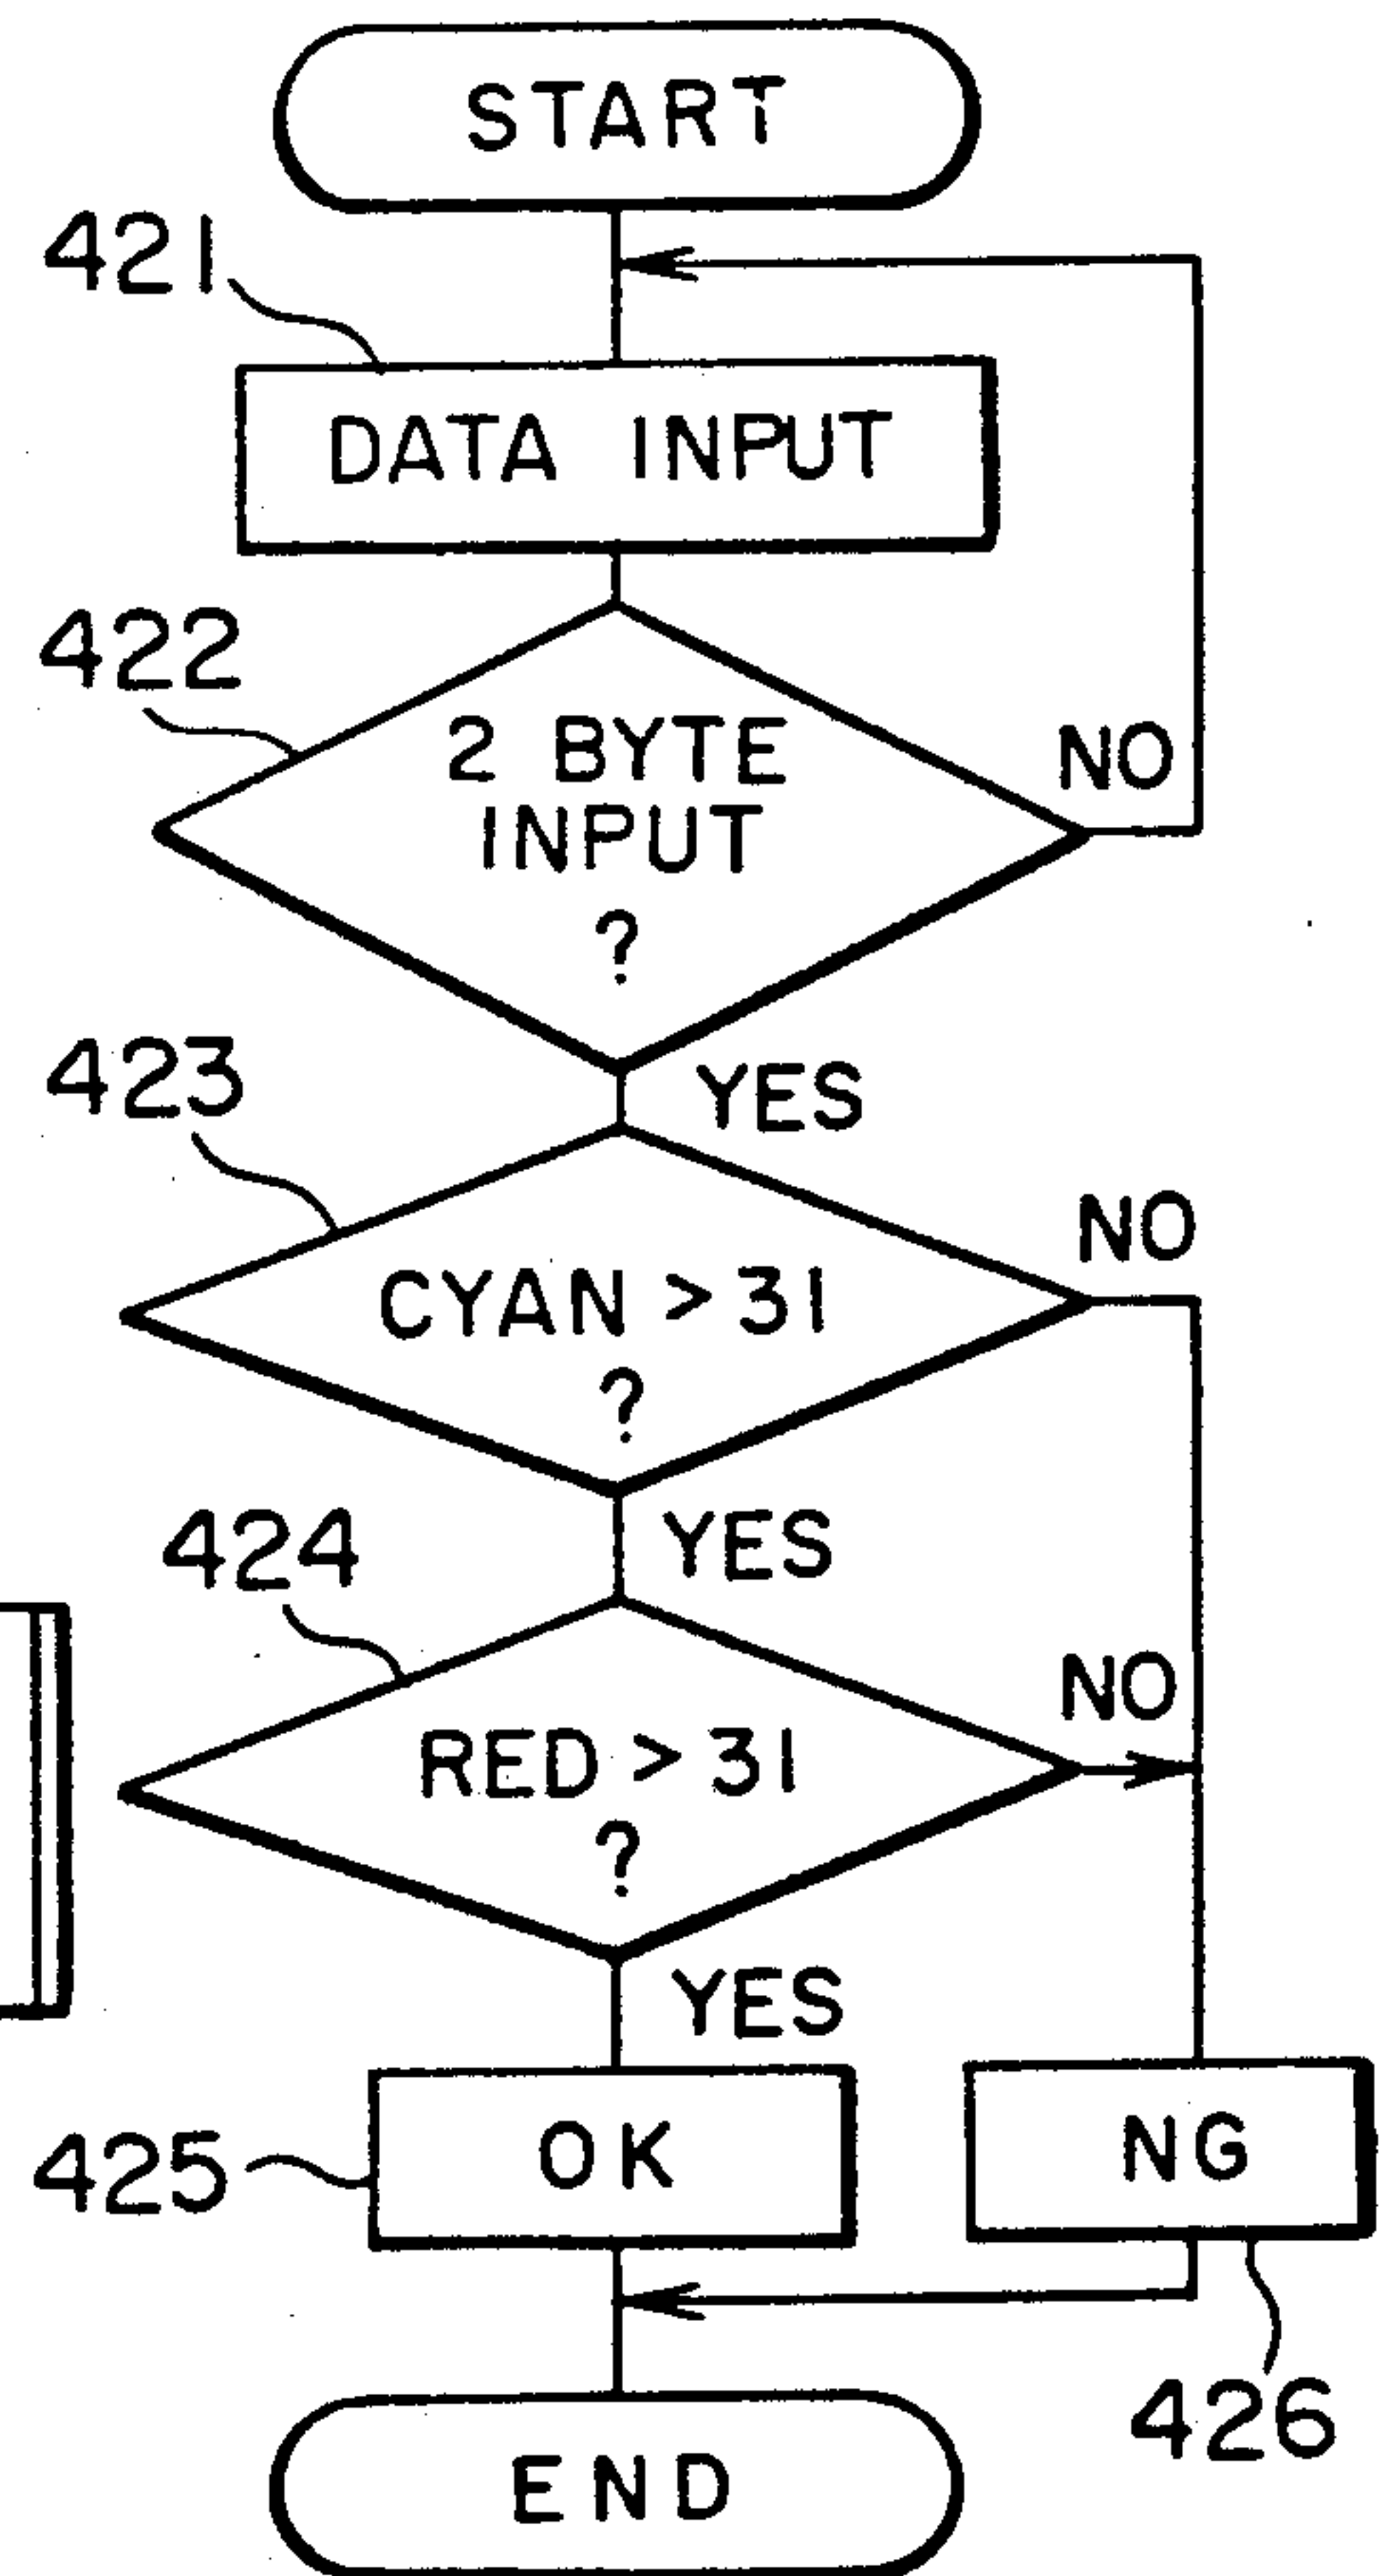 START
421
DATA INPUT
422
2 BYTE
INPUT
?
NO
YES
423
CYAN > 31
?
NO
YES
424
RED > 31
?
NO
YES
425
OK
NG
426
END